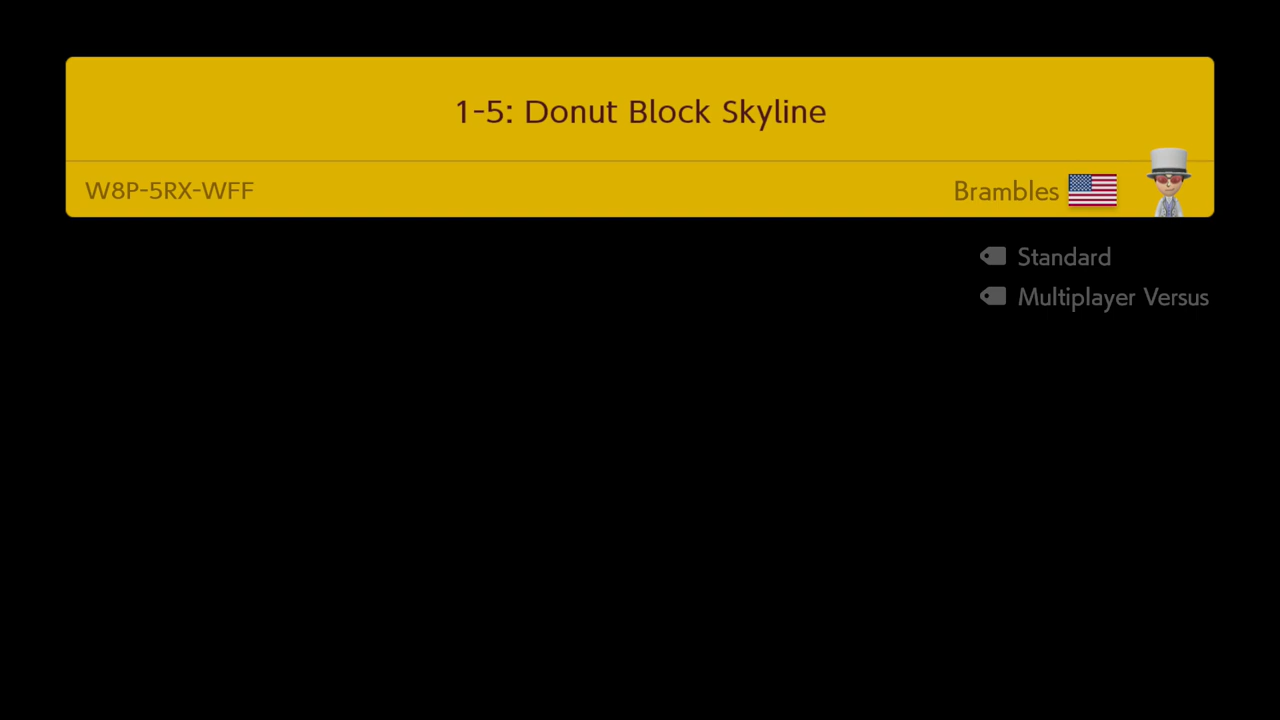 1-5: Donut Block Skyline
W8P-5RX-WFF
Brambles
Standard
Multiplayer Versus